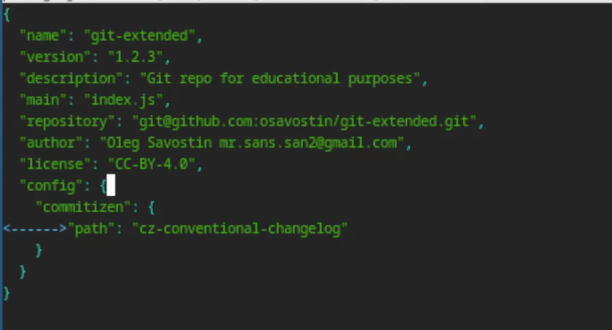 {
  "name": "git-extended",
  "version": "1.2.3",
  "description": "Git repo for educational purposes",
  "main": "index.js",
  "repository": "git@github.com:osavostin/git-extended.git",
  "author": "Oleg Savostin mr.sans.san2@gmail.com",
  "license": "CC-BY-4.0",
  "config": {
    "commitizen": {
<------>"path": "cz-conventional-changelog"
    }
  }
}